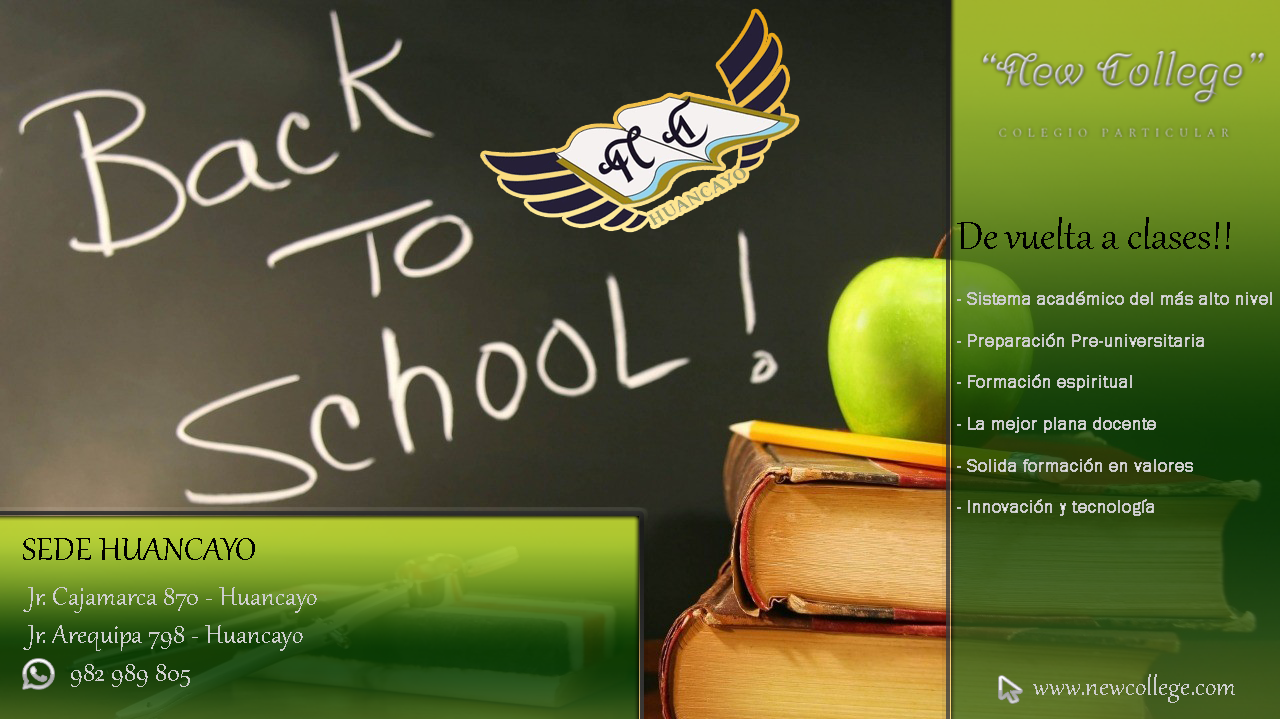 Back
To
School!
N C
HUANCAYO
"New College"
COLEGIO PARTICULAR
De vuelta a clases!!
- Sistema académico del más alto nivel
- Preparación Pre-universitaria
- Formación espiritual
- La mejor plana docente
- Solida formación en valores
- Innovación y tecnología
SEDE HUANCAYO
Jr. Cajamarca 870 - Huancayo
Jr. Arequipa 798 - Huancayo
982 989 805
www.newcollege.com